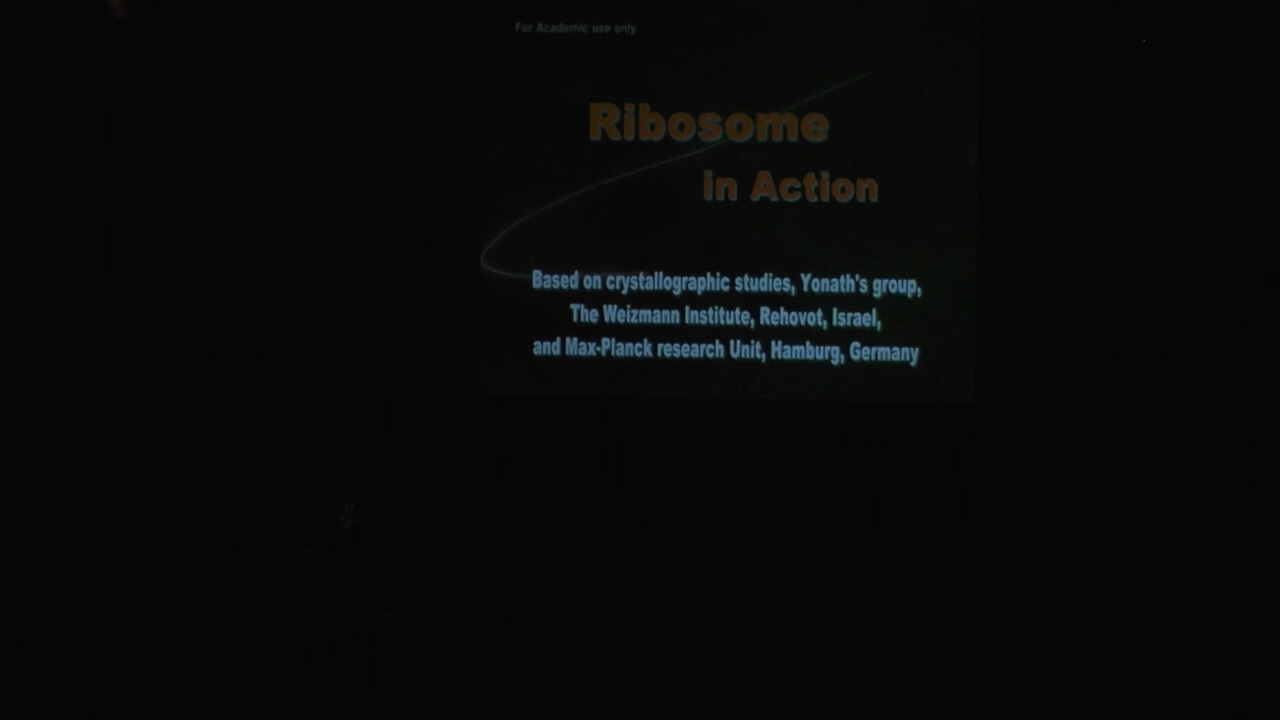 For Academic use only
Ribosome
in Action
Based on crystallographic studies, Yonath's group,
The Weizmann Institute, Rehovot, Israel,
and Max-Planck research Unit, Hamburg, Germany